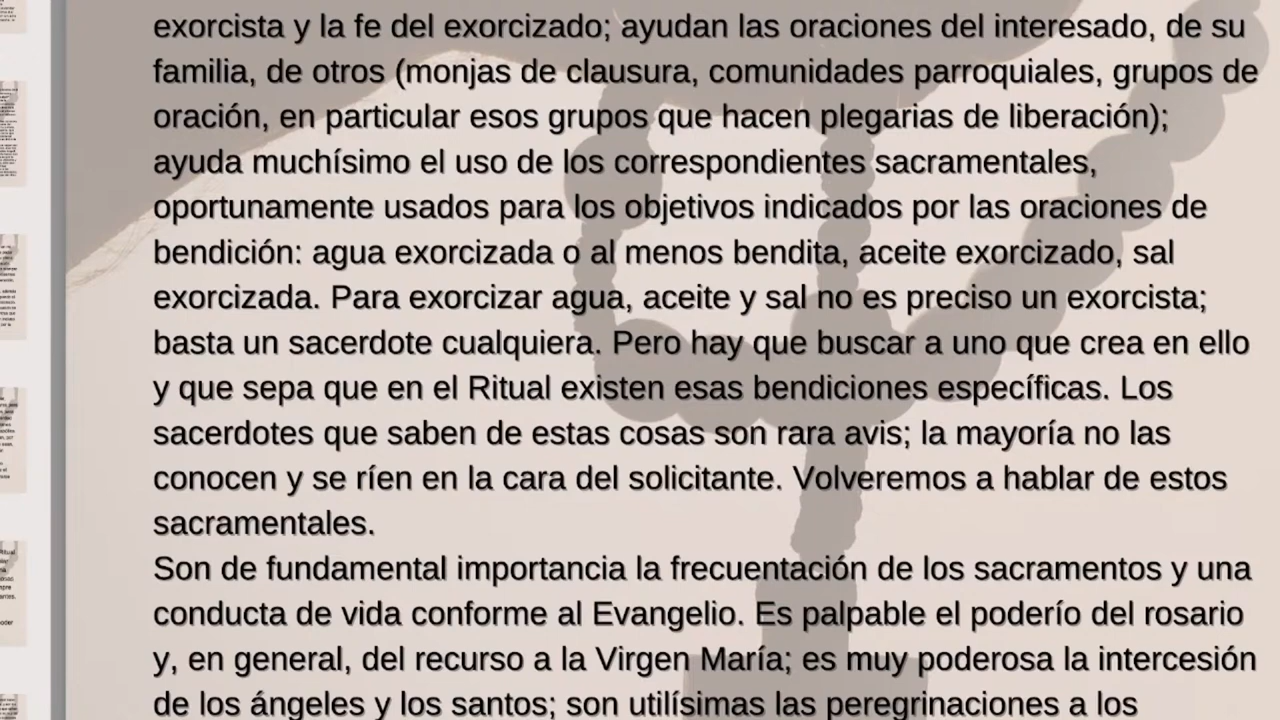 exorcista y la fe del exorcizado; ayudan las oraciones del interesado, de su
familia, de otros (monjas de clausura, comunidades parroquiales, grupos de
oración, en particular esos grupos que hacen plegarias de liberación);
ayuda muchísimo el uso de los correspondientes sacramentales,
oportunamente usados para los objetivos indicados por las oraciones de
bendición: agua exorcizada o al menos bendita, aceite exorcizado, sal
exorcizada. Para exorcizar agua, aceite y sal no es preciso un exorcista;
basta un sacerdote cualquiera. Pero hay que buscar a uno que crea en ello
y que sepa que en el Ritual existen esas bendiciones específicas. Los
sacerdotes que saben de estas cosas son rara avis; la mayoría no las
conocen y se ríen en la cara del solicitante. Volveremos a hablar de estos
sacramentales.
Son de fundamental importancia la frecuentación de los sacramentos y una
conducta de vida conforme al Evangelio. Es palpable el poderío del rosario
y, en general, del recurso a la Virgen María; es muy poderosa la intercesión
de los ángeles y los santos; son utilísimas las peregrinaciones a los